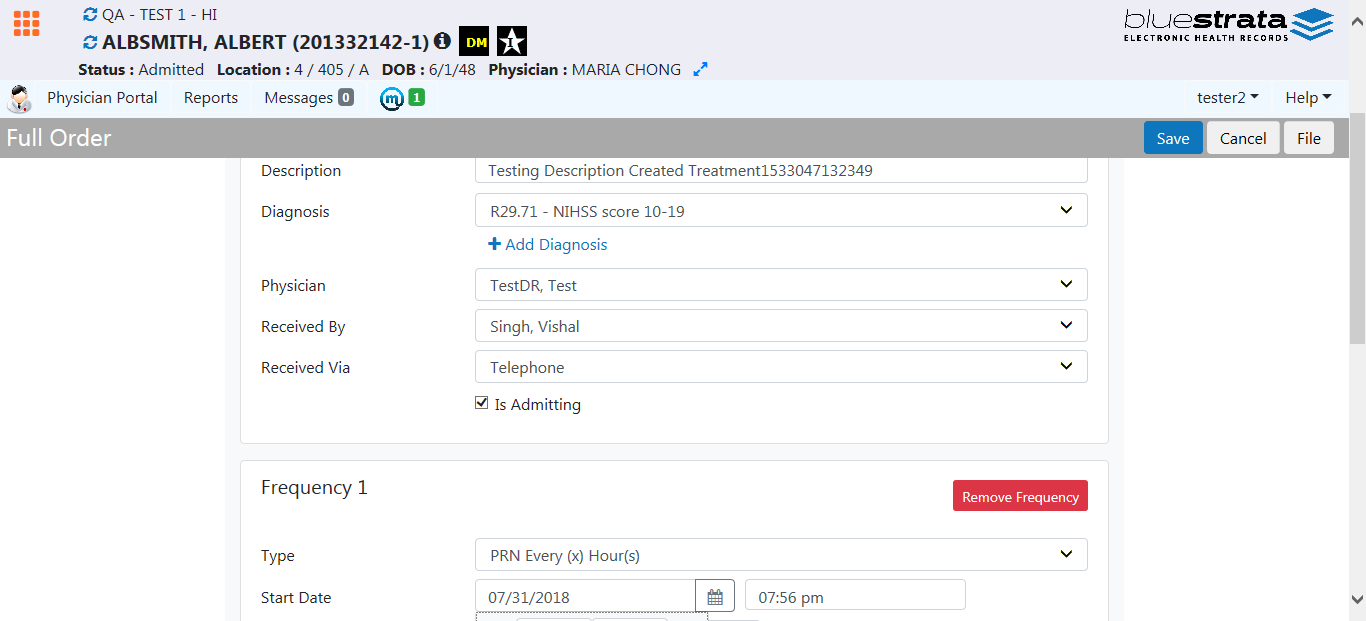 QA - TEST 1 - HI
ALBSMITH, ALBERT (201332142-1) DM 1
Status : Admitted Location : 4 / 405 / A DOB : 6/1/48 Physician : MARIA CHONG
bluestrata
ELECTRONIC HEALTH RECORDS
Physician Portal Reports Messages 0 m 1 tester2 Help
Full Order Save Cancel File
Description Testing Description Created Treatment1533047132349
Diagnosis R29.71 - NIHSS score 10-19
Add Diagnosis
Physician TestDR, Test
Received By Singh, Vishal
Received Via Telephone
Is Admitting
Frequency 1 Remove Frequency
Type PRN Every (x) Hour(s)
Start Date 07/31/2018 07:56 pm